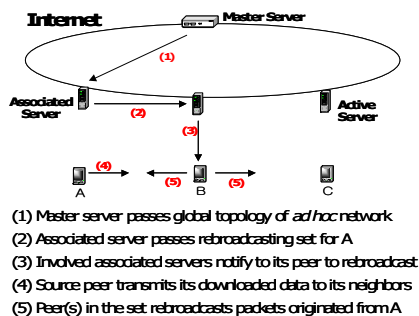 Internet
Master Server
(1)
Associated
Server
(2)
(3)
Active
Server
(4)
(5)
(5)
A
B
C
(1) Master server passes global topology of ad hoc network
(2) Associated server passes rebroadcasting set for A
(3) Involved associated servers notify to its peer to rebroadcast
(4) Source peer transmits its downloaded data to its neighbors
(5) Peer(s) in the set rebroadcasts packets originated from A